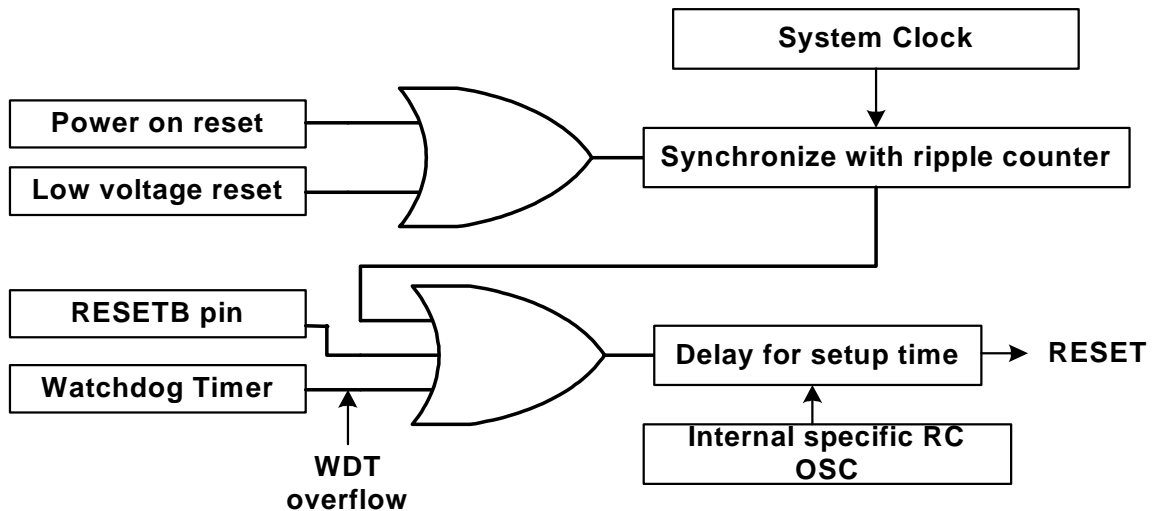 System Clock
Power on reset
Synchronize with ripple counter
Low voltage reset
RESETB pin
Delay for setup time
RESET
Watchdog Timer
Internal specific RC
OSC
WDT
overflow